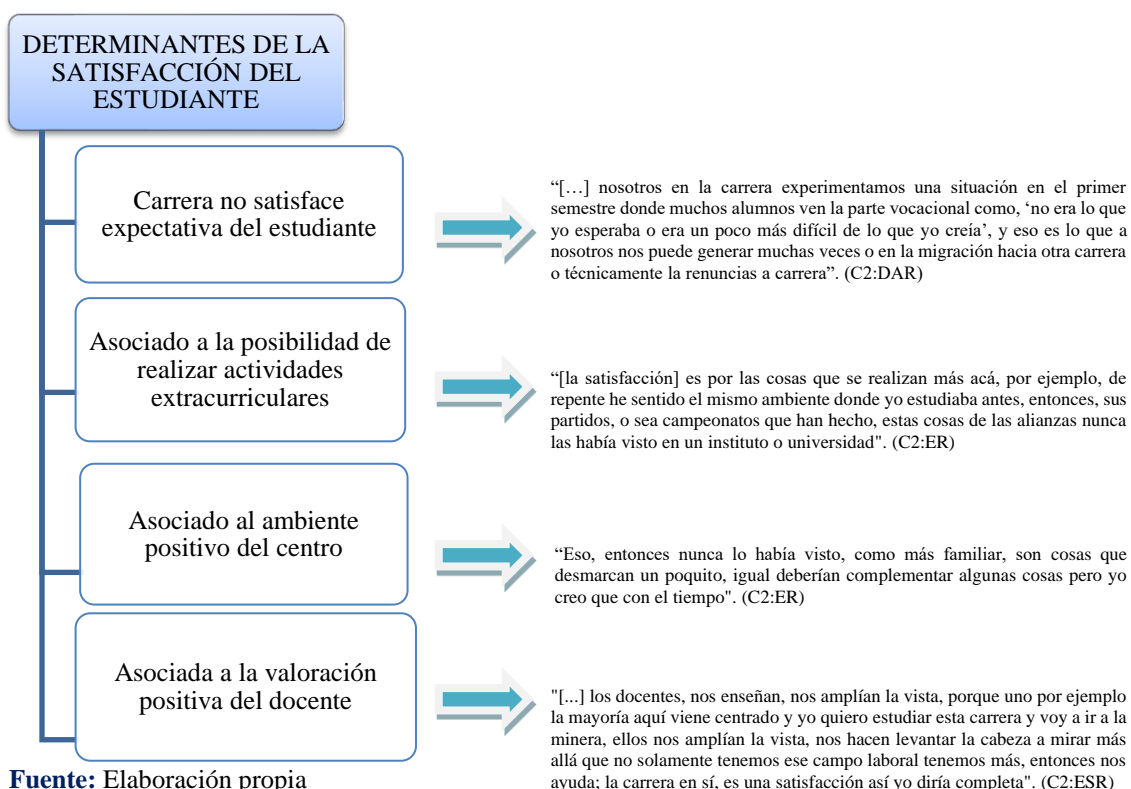 DETERMINANTES DE LA
SATISFACCIÓN DEL
ESTUDIANTE
Carrera no satisface
expectativa del estudiante
“[…] nosotros en la carrera experimentamos una situación en el primer
semestre donde muchos alumnos ven la parte vocacional como, ‘no era lo que
yo esperaba o era un poco más difícil de lo que yo creía’, y eso es lo que a
nosotros nos puede generar muchas veces o en la migración hacia otra carrera
o técnicamente la renuncias a carrera”. (C2:DAR)
Asociado a la posibilidad de
realizar actividades
extracurriculares
“[la satisfacción] es por las cosas que se realizan más acá, por ejemplo, de
repente he sentido el mismo ambiente donde yo estudiaba antes, entonces, sus
partidos, o sea campeonatos que han hecho, estas cosas de las alianzas nunca
las había visto en un instituto o universidad". (C2:ER)
Asociado al ambiente
positivo del centro
“Eso, entonces nunca lo había visto, como más familiar, son cosas que
desmarcan un poquito, igual deberían complementar algunas cosas pero yo
creo que con el tiempo". (C2:ER)
Asociada a la valoración
positiva del docente
"[...] los docentes, nos enseñan, nos amplían la vista, porque uno por ejemplo
la mayoría aquí viene centrado y yo quiero estudiar esta carrera y voy a ir a la
minera, ellos nos amplían la vista, nos hacen levantar la cabeza a mirar más
allá que no solamente tenemos ese campo laboral tenemos más, entonces nos
ayuda; la carrera en sí, es una satisfacción así yo diría completa". (C2:ESR)
Fuente: Elaboración propia